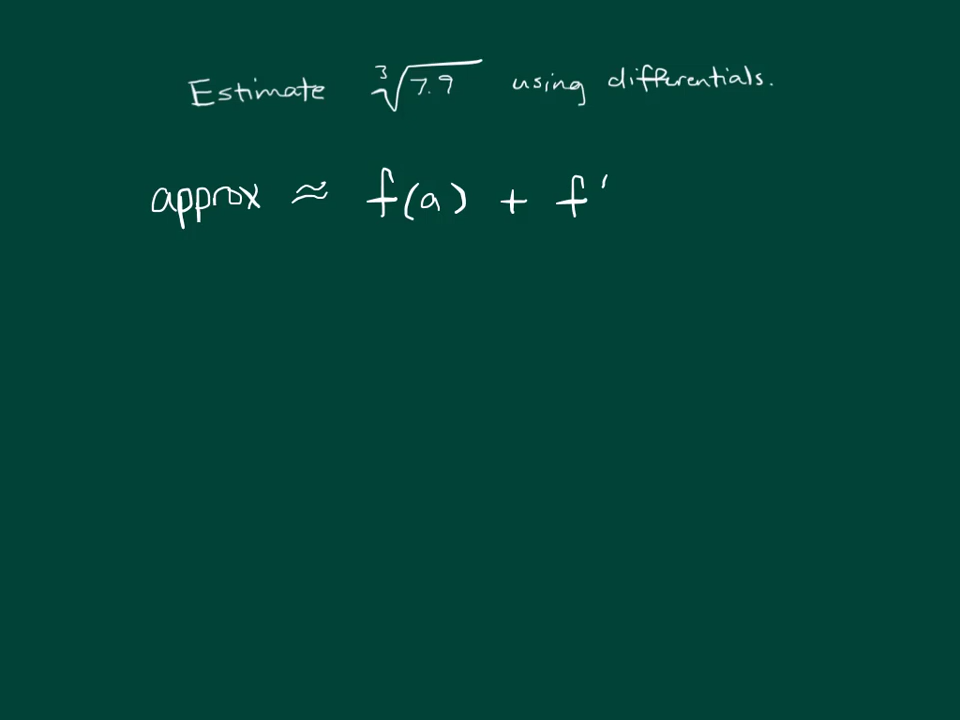 Estimate ∛7.9 using differentials.
approx ≈ f(a) + f'